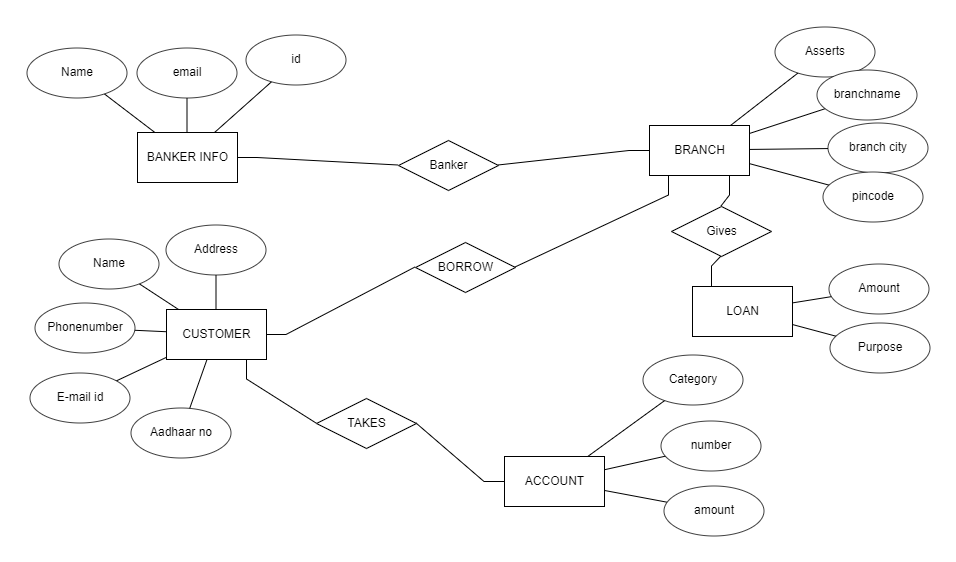 Name
email
id
BANKER INFO
Banker
BRANCH
Asserts
branchname
branch city
pincode
Gives
LOAN
Amount
Purpose
BORROW
Name
Address
Phonenumber
CUSTOMER
E-mail id
Aadhaar no
TAKES
ACCOUNT
Category
number
amount